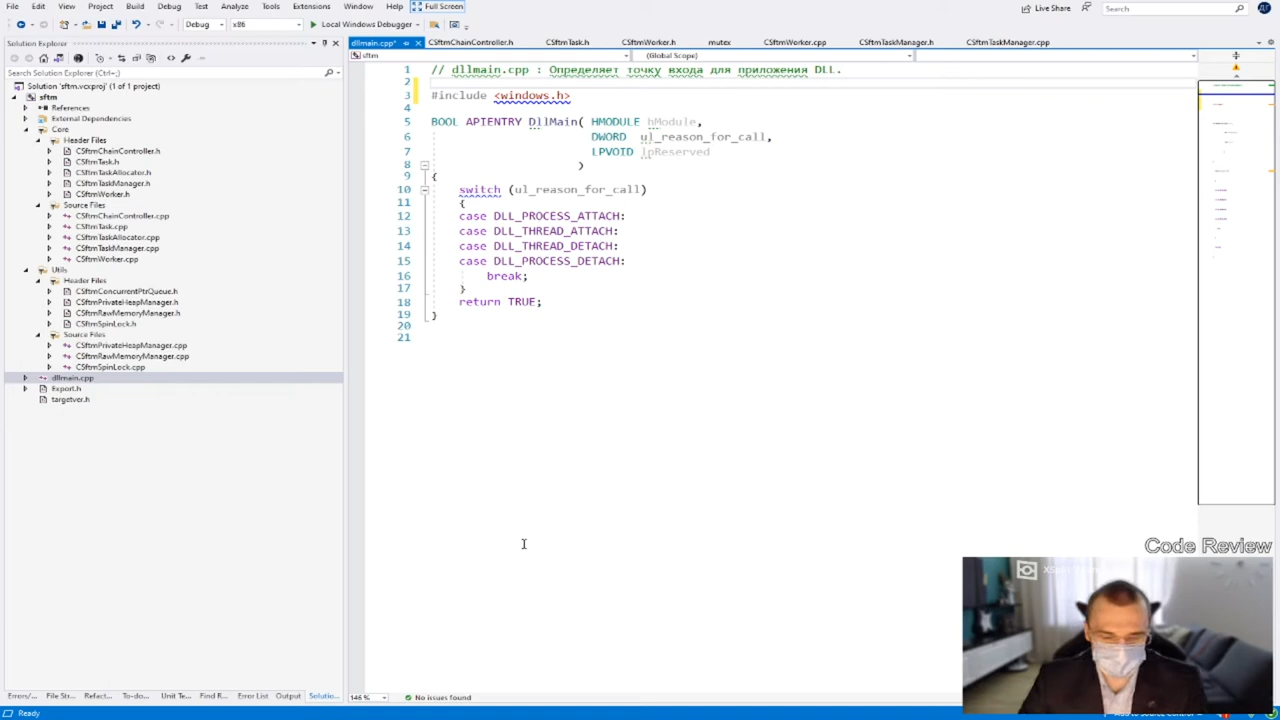 File Edit View Project Build Debug Test Analyze Tools Extensions Window Help Full Screen
Live Share
Search
ДГ
Debug x86 Local Windows Debugger
Solution Explorer
Search Solution Explorer (Ctrl+;)
Solution 'sftm.vcxproj' (1 of 1 project)
sftm
References
External Dependencies
Core
Header Files
CSftmChainController.h
CSftmTask.h
CSftmTaskAllocator.h
CSftmTaskManager.h
CSftmWorker.h
Source Files
CSftmChainController.cpp
CSftmTask.cpp
CSftmTaskAllocator.cpp
CSftmTaskManager.cpp
CSftmWorker.cpp
Utils
Header Files
CSftmConcurrentPtrQueue.h
CSftmPrivateHeapManager.h
CSftmRawMemoryManager.h
CSftmSpinLock.h
Source Files
CSftmPrivateHeapManager.cpp
CSftmRawMemoryManager.cpp
CSftmSpinLock.cpp
dllmain.cpp
Export.h
targetver.h
Errors/... File Str... Refact... To-do... Unit Te... Find R... Error List Output Solutio...
dllmain.cpp* CSftmChainController.h CSftmTask.h CSftmWorker.h mutex CSftmWorker.cpp CSftmTaskManager.h CSftmTaskManager.cpp
sftm (Global Scope)
1 // dllmain.cpp : Определяет точку входа для приложения DLL.
2
3 #include <windows.h>
4
5 BOOL APIENTRY DllMain( HMODULE hModule,
6 DWORD ul_reason_for_call,
7 LPVOID lpReserved
8 )
9 {
10 switch (ul_reason_for_call)
11 {
12 case DLL_PROCESS_ATTACH:
13 case DLL_THREAD_ATTACH:
14 case DLL_THREAD_DETACH:
15 case DLL_PROCESS_DETACH:
16 break;
17 }
18 return TRUE;
19 }
20
21
Code Review
146 % No issues found
Ready